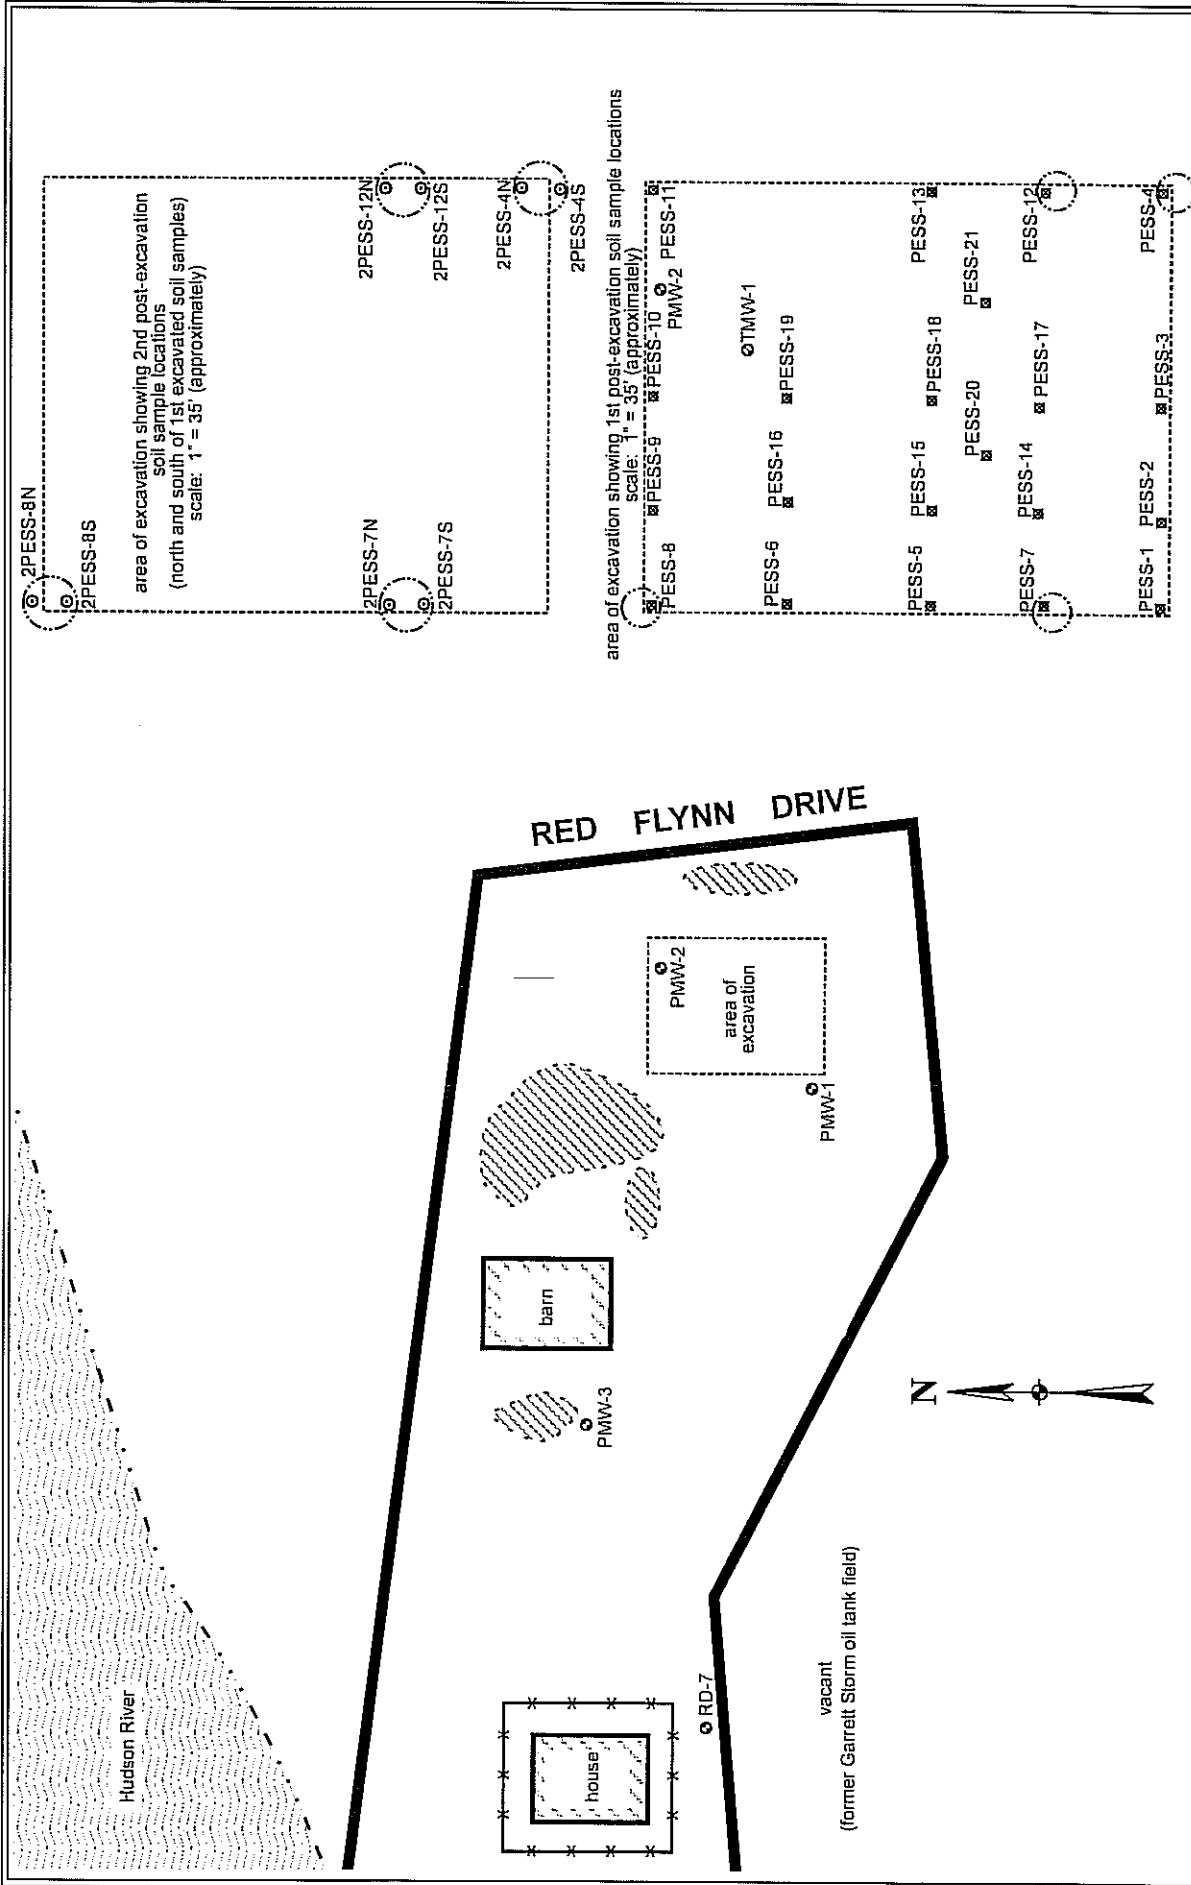 Hudson River
house
RD-7
vacant
(former Garrett Storm oil tank field)
N
PMW-3
barn
PMW-1
area of
excavation
PMW-2
RED FLYNN DRIVE
2PESS-8N
2PESS-8S
area of excavation showing 2nd post-excavation
soil sample locations
(north and south of 1st excavated soil samples)
scale: 1" = 35' (approximately)
2PESS-7N
2PESS-7S
2PESS-12N
2PESS-12S
2PESS-4N
2PESS-4S
area of excavation showing 1st post-excavation soil sample locations
scale: 1" = 35' (approximately)
PESS-8
PESS-9
PESS-10
PMW-2
PESS-11
TMW-1
PESS-6
PESS-16
PESS-19
PESS-5
PESS-15
PESS-18
PESS-13
PESS-20
PESS-21
PESS-7
PESS-14
PESS-17
PESS-12
PESS-1
PESS-2
PESS-3
PESS-4